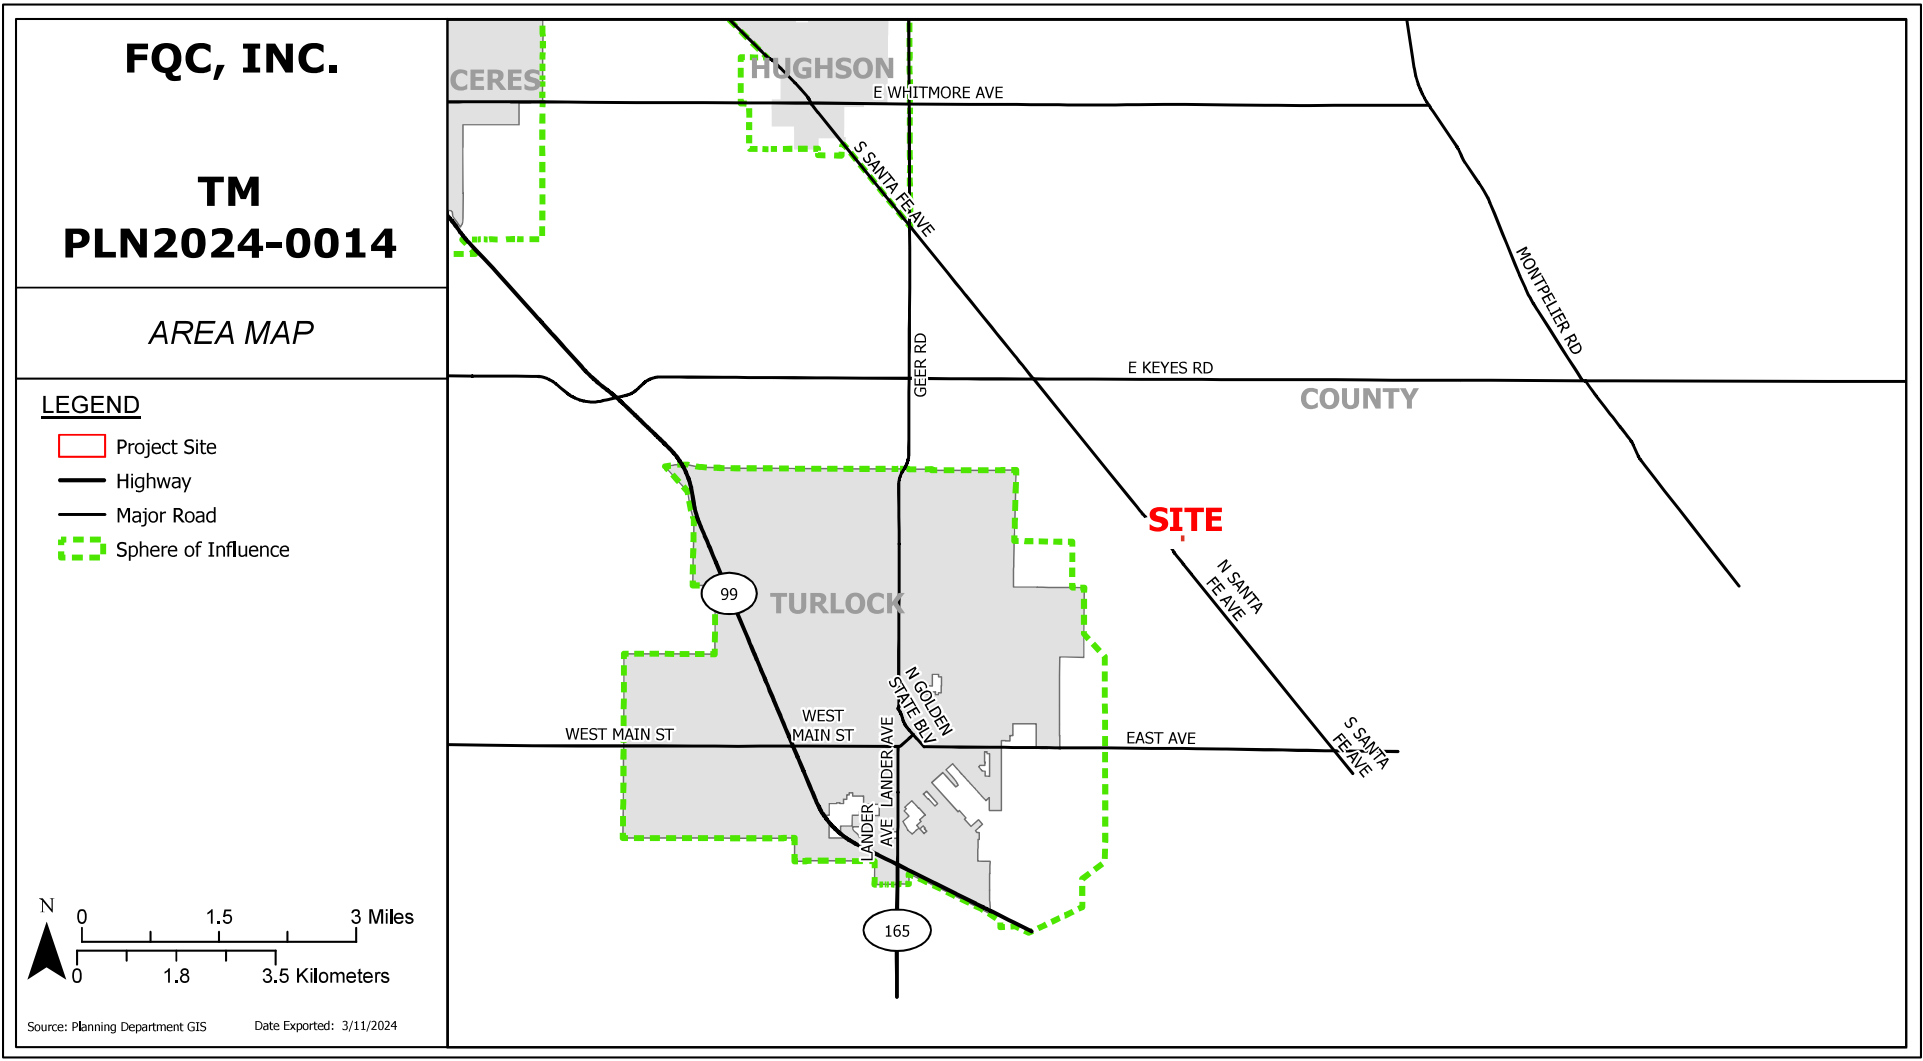 FQC, INC.
TM
PLN2024-0014
AREA MAP
LEGEND
Project Site
Highway
Major Road
Sphere of Influence
N
0 1.5 3 Miles
0 1.8 3.5 Kilometers
Source: Planning Department GIS Date Exported: 3/11/2024
CERES
HUGHSON
E WHITMORE AVE
S SANTA FE AVE
MONTPELIER RD
GEER RD
E KEYES RD
COUNTY
SITE
N SANTA
FE AVE
99
TURLOCK
N GOLDEN
STATE BLV
WEST MAIN ST
WEST
MAIN ST
LANDER AVE
EAST AVE
S SANTA
FE AVE
LANDER
AVE
165